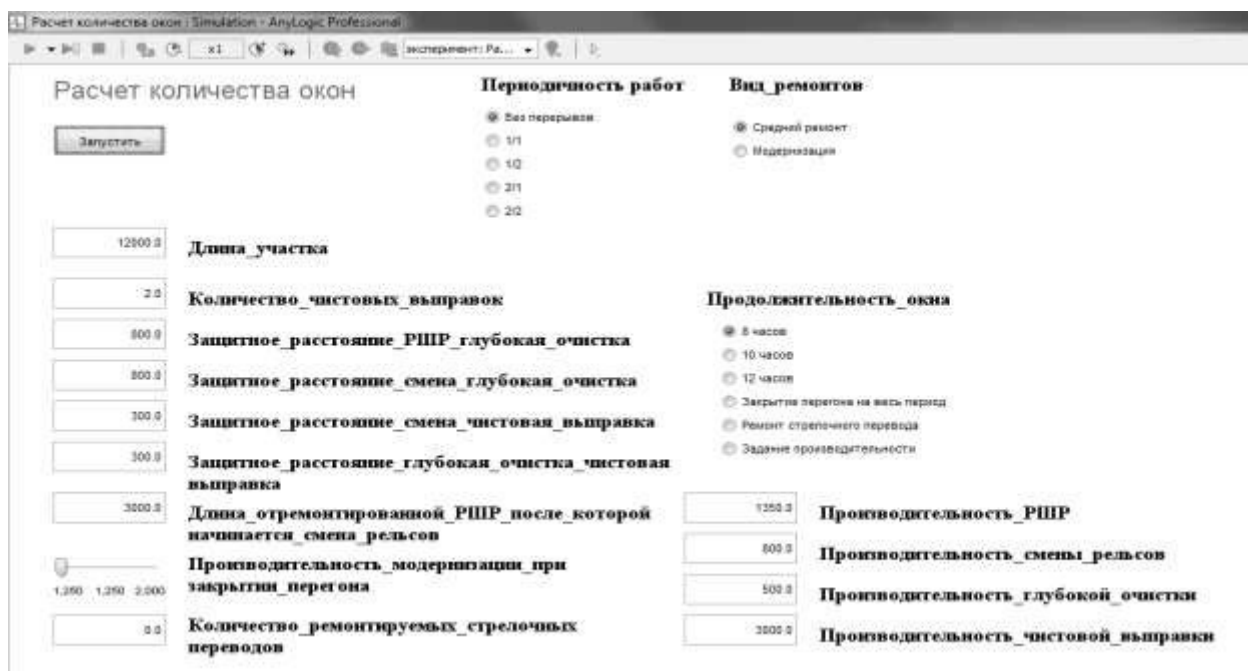 Расчет количества окон : Simulation - AnyLogic Professional
x1 эксперимент: Ра...
Расчет количества окон
Запустить
Периодичность работ
Без перерывов
1/1
1/2
2/1
2/2
Вид_ремонтов
Средний ремонт
Модернизация
12000.0 Длина_участка
2.0 Количество_чистовых_выправок
800.0 Защитное_расстояние_РШР_глубокая_очистка
800.0 Защитное_расстояние_смена_глубокая_очистка
300.0 Защитное_расстояние_смена_чистовая_выправка
300.0 Защитное_расстояние_глубокая_очистка_чистовая
выправка
3000.0 Длина_отремонтированной_РШР_после_которой
начинается_смена_рельсов
Производительность_модернизации_при
закрытии_перегона
1,250 1,250 2,000
0.0 Количество_ремонтируемых_стрелочных
переводов
Продолжительность_окна
8 часов
10 часов
12 часов
Закрытие перегона на весь период
Ремонт стрелочного перевода
Задание производительности
1350.0 Производительность_РШР
800.0 Производительность_смены_рельсов
500.0 Производительность_глубокой_очистки
3000.0 Производительность_чистовой_выправки